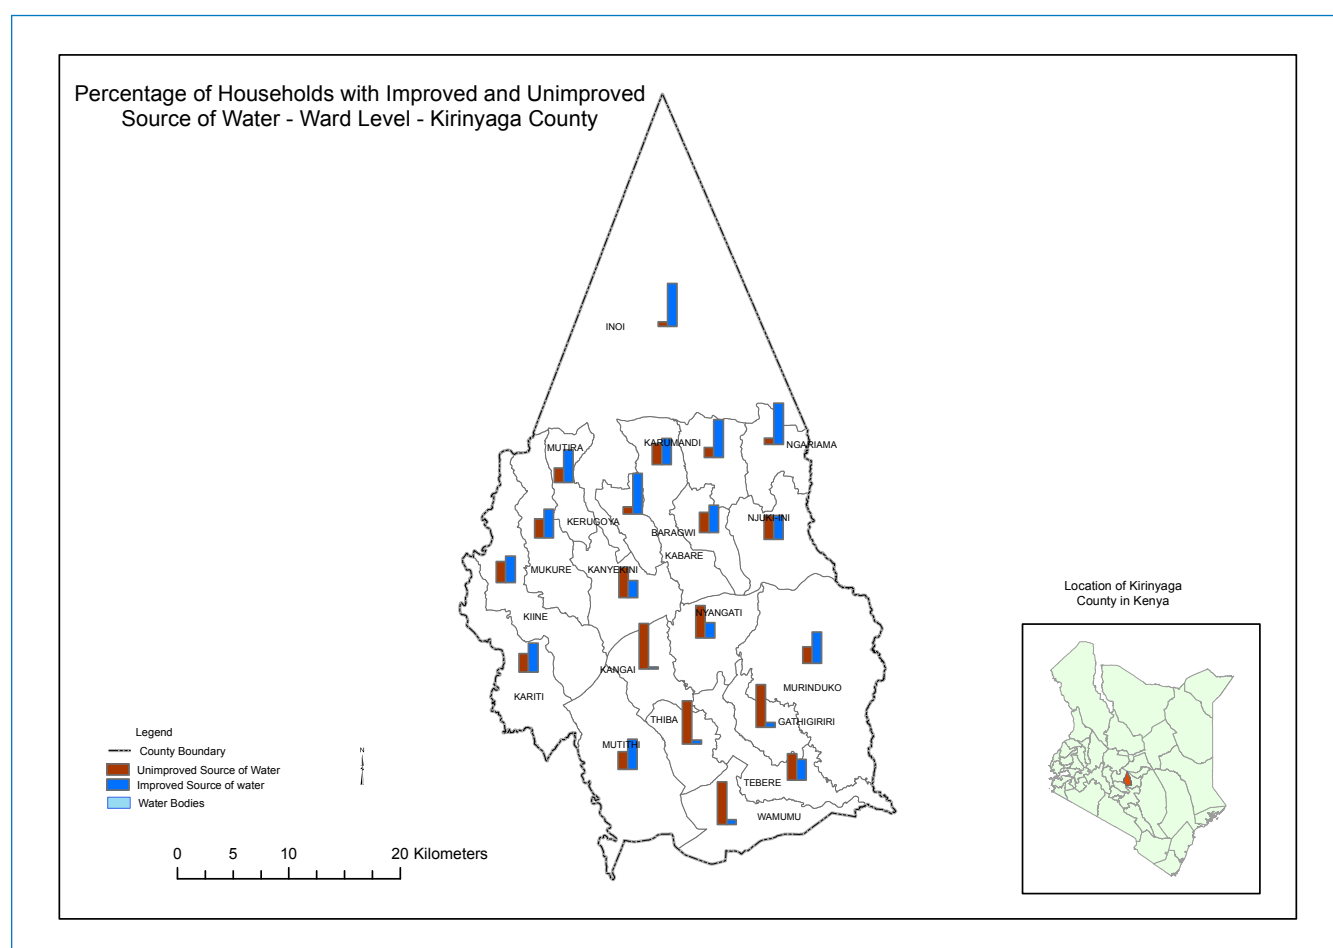 Percentage of Households with Improved and Unimproved
Source of Water - Ward Level - Kirinyaga County
INOI
MUTIRA
KARUMANDI
NGARIAMA
KERUGOYA
BARAGWI
NJUKI-INI
KABARE
MUKURE
KANYEKINI
KIINE
NYANGATI
KANGAI
KARITI
MURINDUKO
THIBA
GATHIGIRIRI
MUTITHI
TEBERE
WAMUMU
Legend
County Boundary
Unimproved Source of Water
Improved Source of water
Water Bodies
N
0 5 10 20 Kilometers
Location of Kirinyaga
County in Kenya